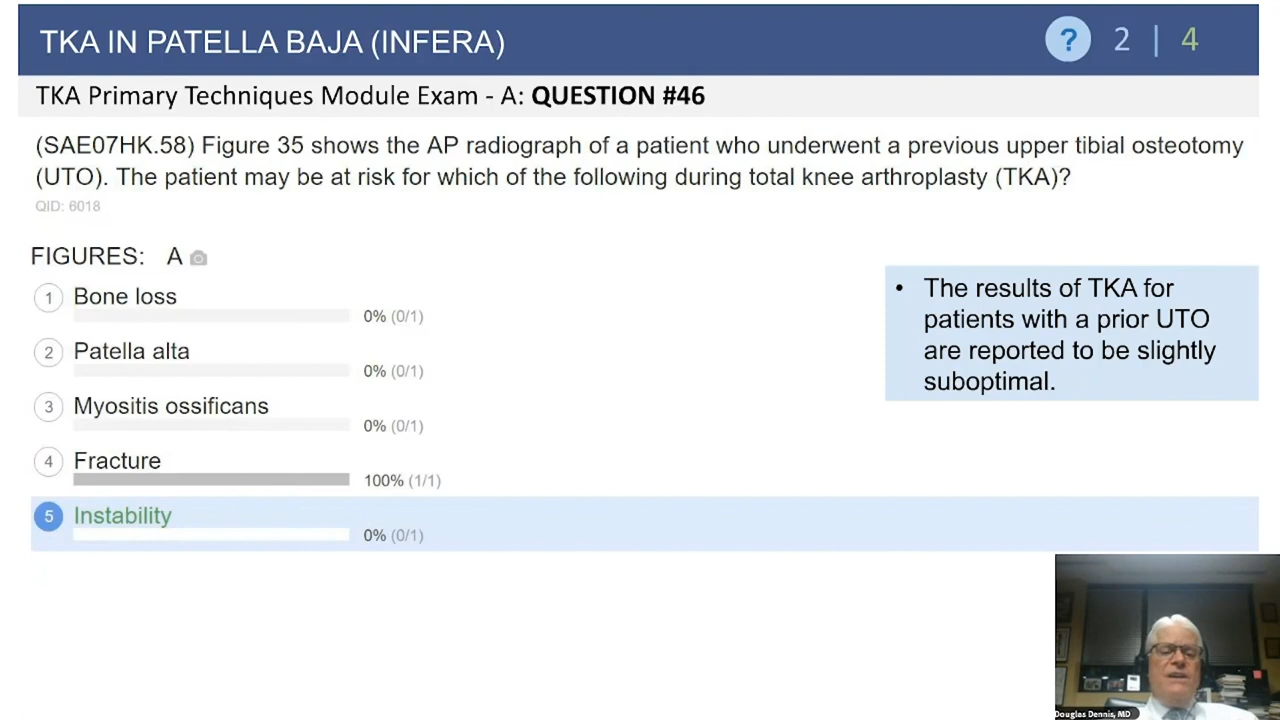 TKA IN PATELLA BAJA (INFERA)
? 2 | 4
TKA Primary Techniques Module Exam - A: QUESTION #46
(SAE07HK.58) Figure 35 shows the AP radiograph of a patient who underwent a previous upper tibial osteotomy
(UTO). The patient may be at risk for which of the following during total knee arthroplasty (TKA)?
QID: 6018
FIGURES: A
1 Bone loss
0% (0/1)
2 Patella alta
0% (0/1)
3 Myositis ossificans
0% (0/1)
4 Fracture
100% (1/1)
5 Instability
0% (0/1)
• The results of TKA for
patients with a prior UTO
are reported to be slightly
suboptimal.
Douglas Dennis, MD